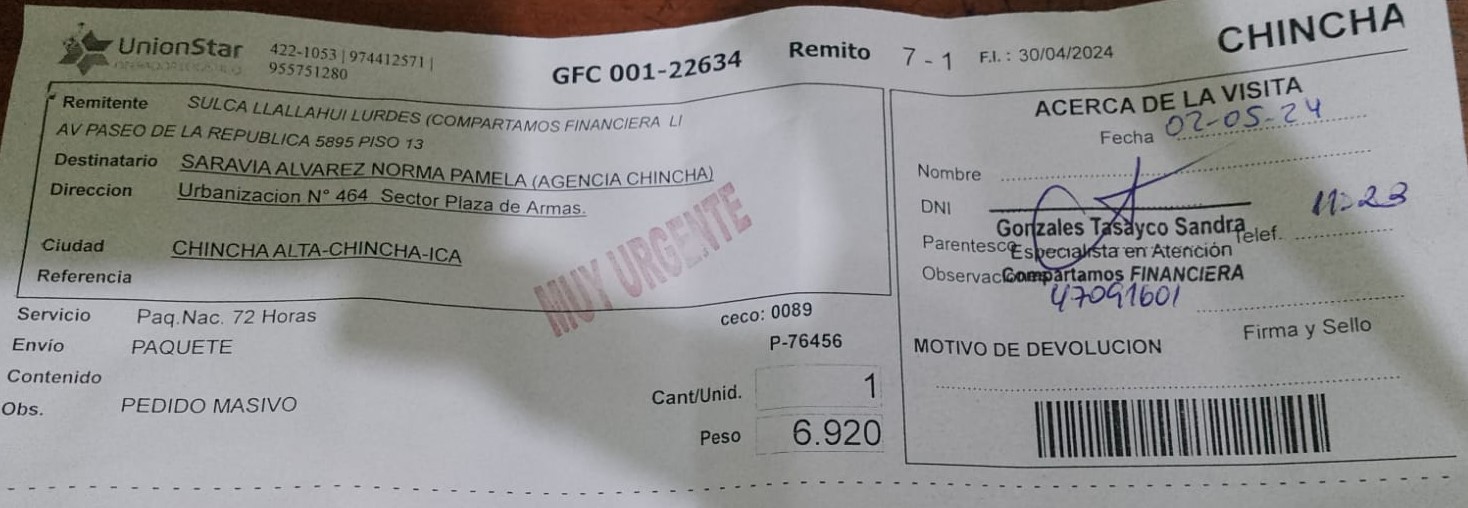 UnionStar
422-1053 | 974412571 |
955751280
GFC 001-22634
Remito 7 - 1 F.I. : 30/04/2024
CHINCHA
Remitente SULCA LLALLAHUI LURDES (COMPARTAMOS FINANCIERA LI
AV PASEO DE LA REPUBLICA 5895 PISO 13
Destinatario SARAVIA ALVAREZ NORMA PAMELA (AGENCIA CHINCHA)
Direccion Urbanizacion N° 464 Sector Plaza de Armas.
Ciudad CHINCHA ALTA-CHINCHA-ICA
Referencia
MUY URGENTE
Servicio Paq.Nac. 72 Horas
Envío PAQUETE
Contenido
Obs. PEDIDO MASIVO
ceco: 0089
P-76456
Cant/Unid. 1
Peso 6.920
ACERCA DE LA VISITA
Fecha 02-05-24
Nombre
DNI
11:23
Gonzales Tasayco Sandra
Parentesco Telef.
Especialista en Atención
Observac
Compartamos FINANCIERA
47091601
Firma y Sello
MOTIVO DE DEVOLUCION